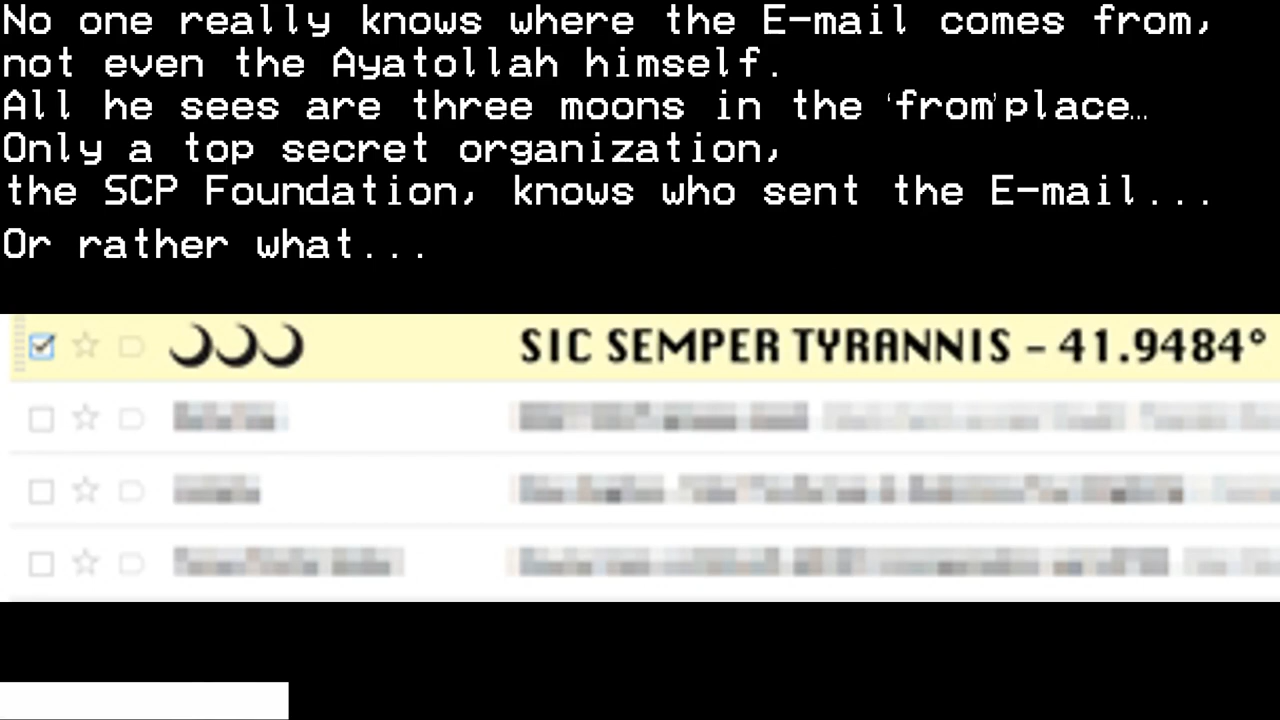 No one really knows where the E-mail comes from,
not even the Ayatollah himself.
All he sees are three moons in the 'from'place…
Only a top secret organization,
the SCP Foundation, knows who sent the E-mail...
Or rather what...
SIC SEMPER TYRANNIS - 41.9484°